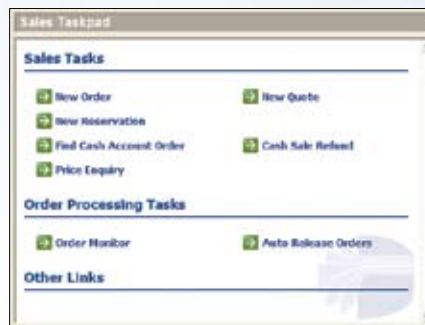 Sales Taskpad
Sales Tasks
New Order New Quote
New Reservation
Find Cash Account Order Cash Sale Refund
Price Enquiry
Order Processing Tasks
Order Monitor Auto Release Orders
Other Links